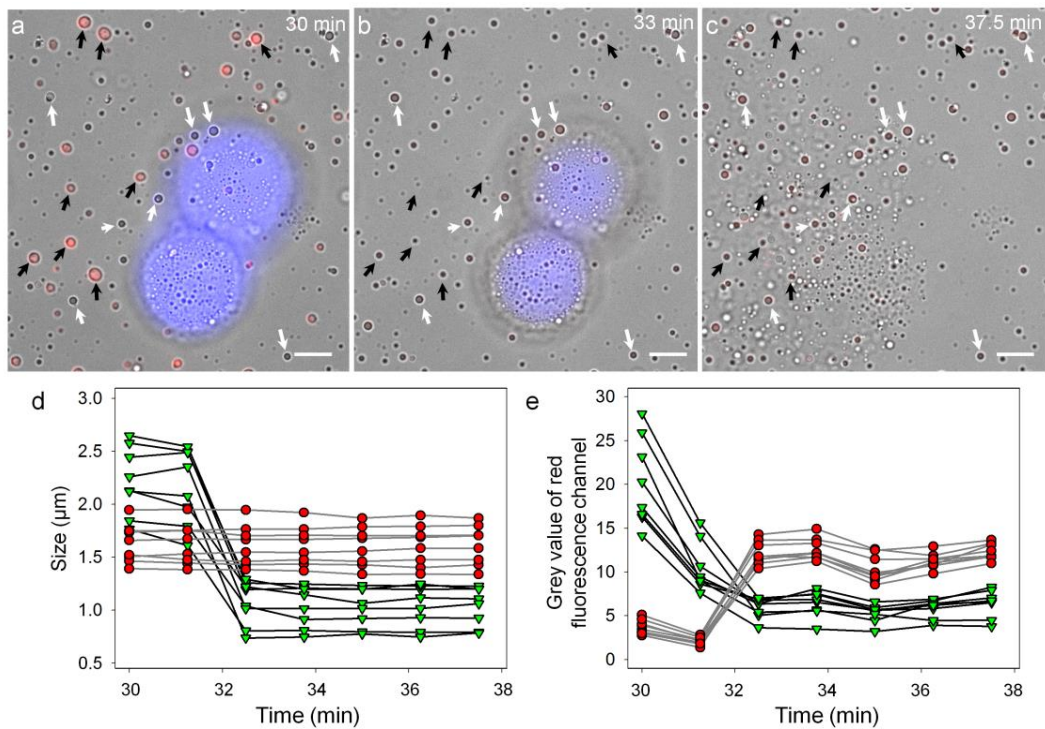 a 30 min
b 33 min
c 37.5 min
d
3.0
2.5
2.0
1.5
1.0
0.5
Size (µm)
30 32 34 36 38
Time (min)
e
30
25
20
15
10
5
0
Grey value of red
fluorescence channel
30 32 34 36 38
Time (min)